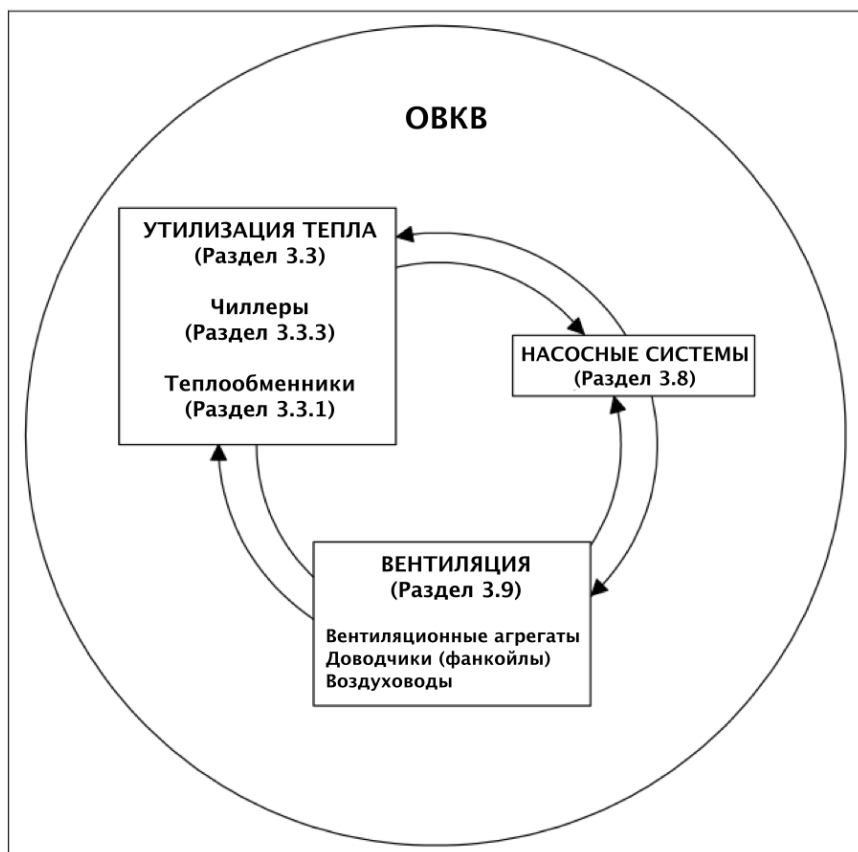 ОВКВ
УТИЛИЗАЦИЯ ТЕПЛА
(Раздел 3.3)
Чиллеры
(Раздел 3.3.3)
Теплообменники
(Раздел 3.3.1)
НАСОСНЫЕ СИСТЕМЫ
(Раздел 3.8)
ВЕНТИЛЯЦИЯ
(Раздел 3.9)
Вентиляционные агрегаты
Доводчики (фанкойлы)
Воздуховоды